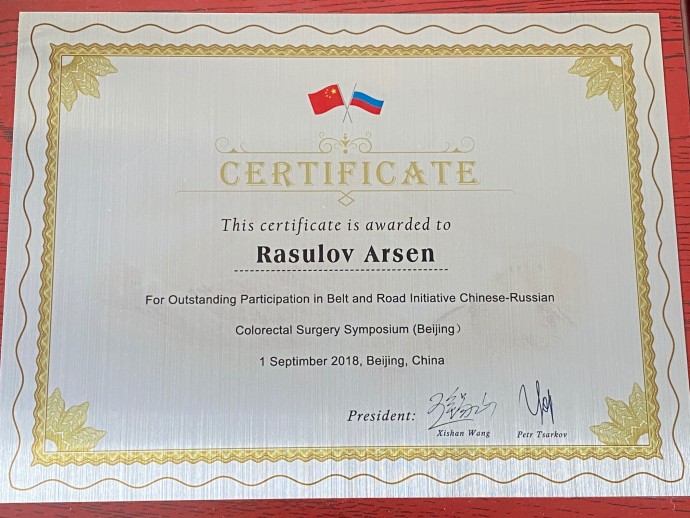 CERTIFICATE
This certificate is awarded to
Rasulov Arsen
For Outstanding Participation in Belt and Road Initiative Chinese-Russian
Colorectal Surgery Symposium (Beijing）
1 Septimber 2018, Beijing, China
President:
Xishan Wang Petr Tsarkov